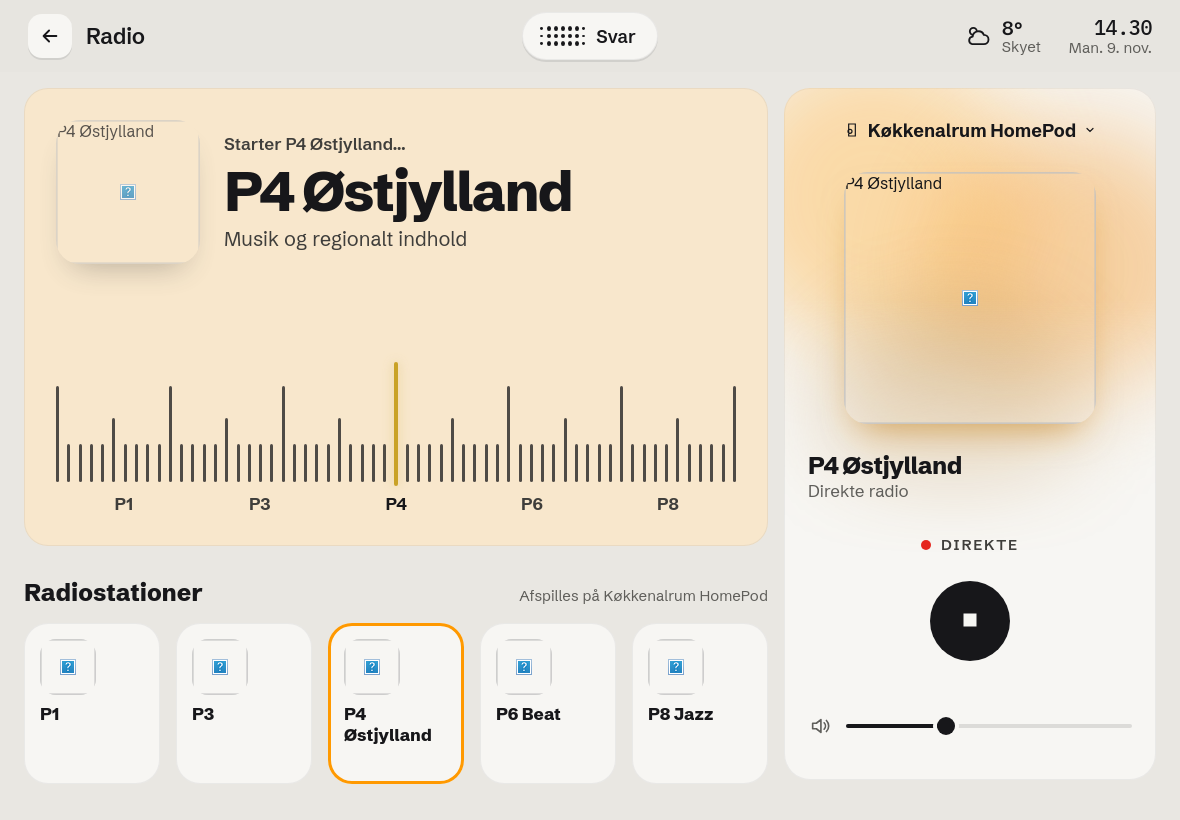 Radio
Svar
8°
Skyet
14.30
Man. 9. nov.
P4 Østjylland
Starter P4 Østjylland...
P4 Østjylland
Musik og regionalt indhold
P1
P3
P4
P6
P8
Køkkenalrum HomePod
P4 Østjylland
P4 Østjylland
Direkte radio
DIREKTE
Radiostationer
Afspilles på Køkkenalrum HomePod
P1
P3
P4
Østjylland
P6 Beat
P8 Jazz